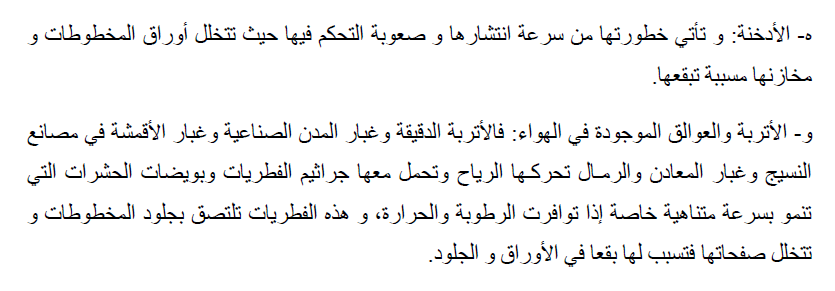 ه- الأدخنة: و تأتي خطورتها من سرعة انتشارها و صعوبة التحكم فيها حيث تتخلل أوراق المخطوطات و
مخازنها مسببة تبقعها.
و- الأتربة والعوالق الموجودة في الهواء: فالأتربة الدقيقة وغبار المدن الصناعية وغبار الأقمشة في مصانع
النسيج وغبار المعادن والرمـال تحركـها الرياح وتحمل معها جراثيم الفطريات وبويضات الحشرات التي
تنمو بسرعة متناهية خاصة إذا توافرت الرطوبة والحرارة، و هذه الفطريات تلتصق بجلود المخطوطات و
تتخلل صفحاتها فتسبب لها بقعا في الأوراق و الجلود.